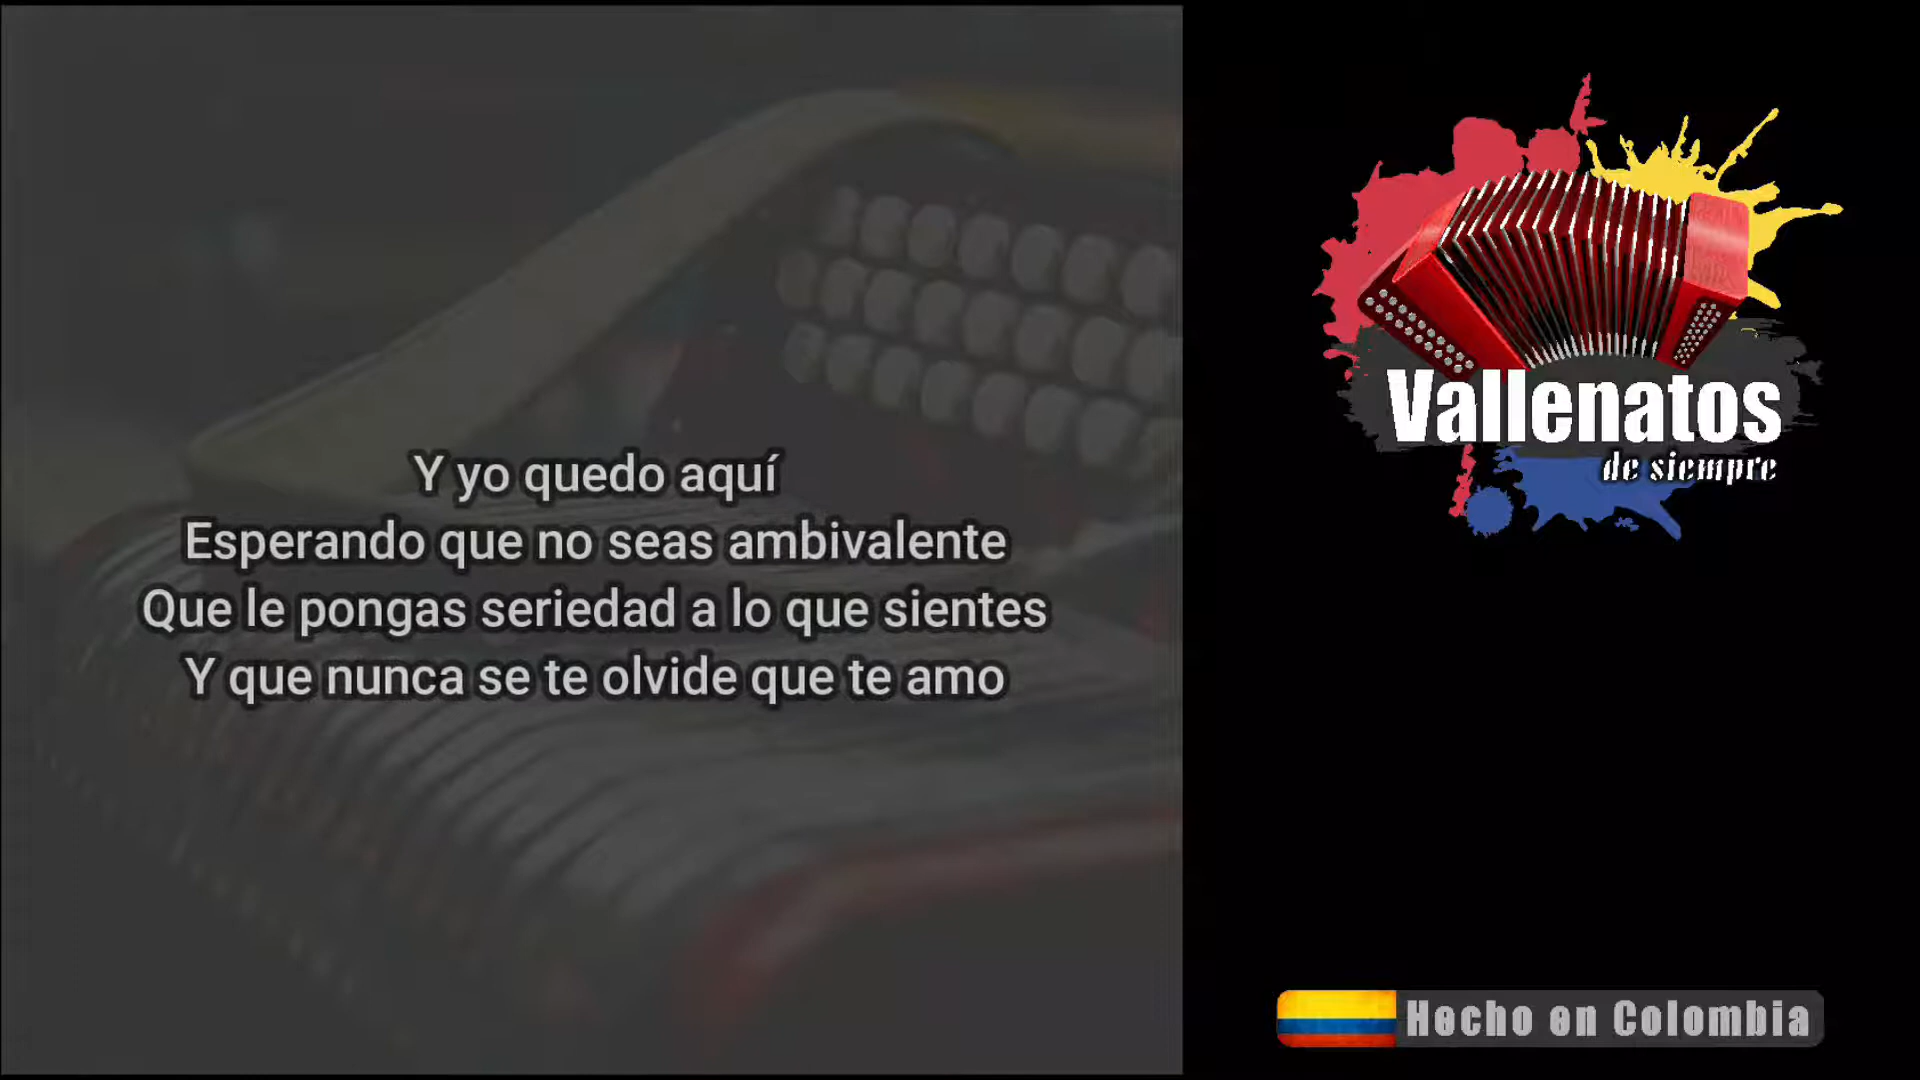 Y yo quedo aquí
Esperando que no seas ambivalente
Que le pongas seriedad a lo que sientes
Y que nunca se te olvide que te amo
Vallenatos
de siempre
Hecho en Colombia